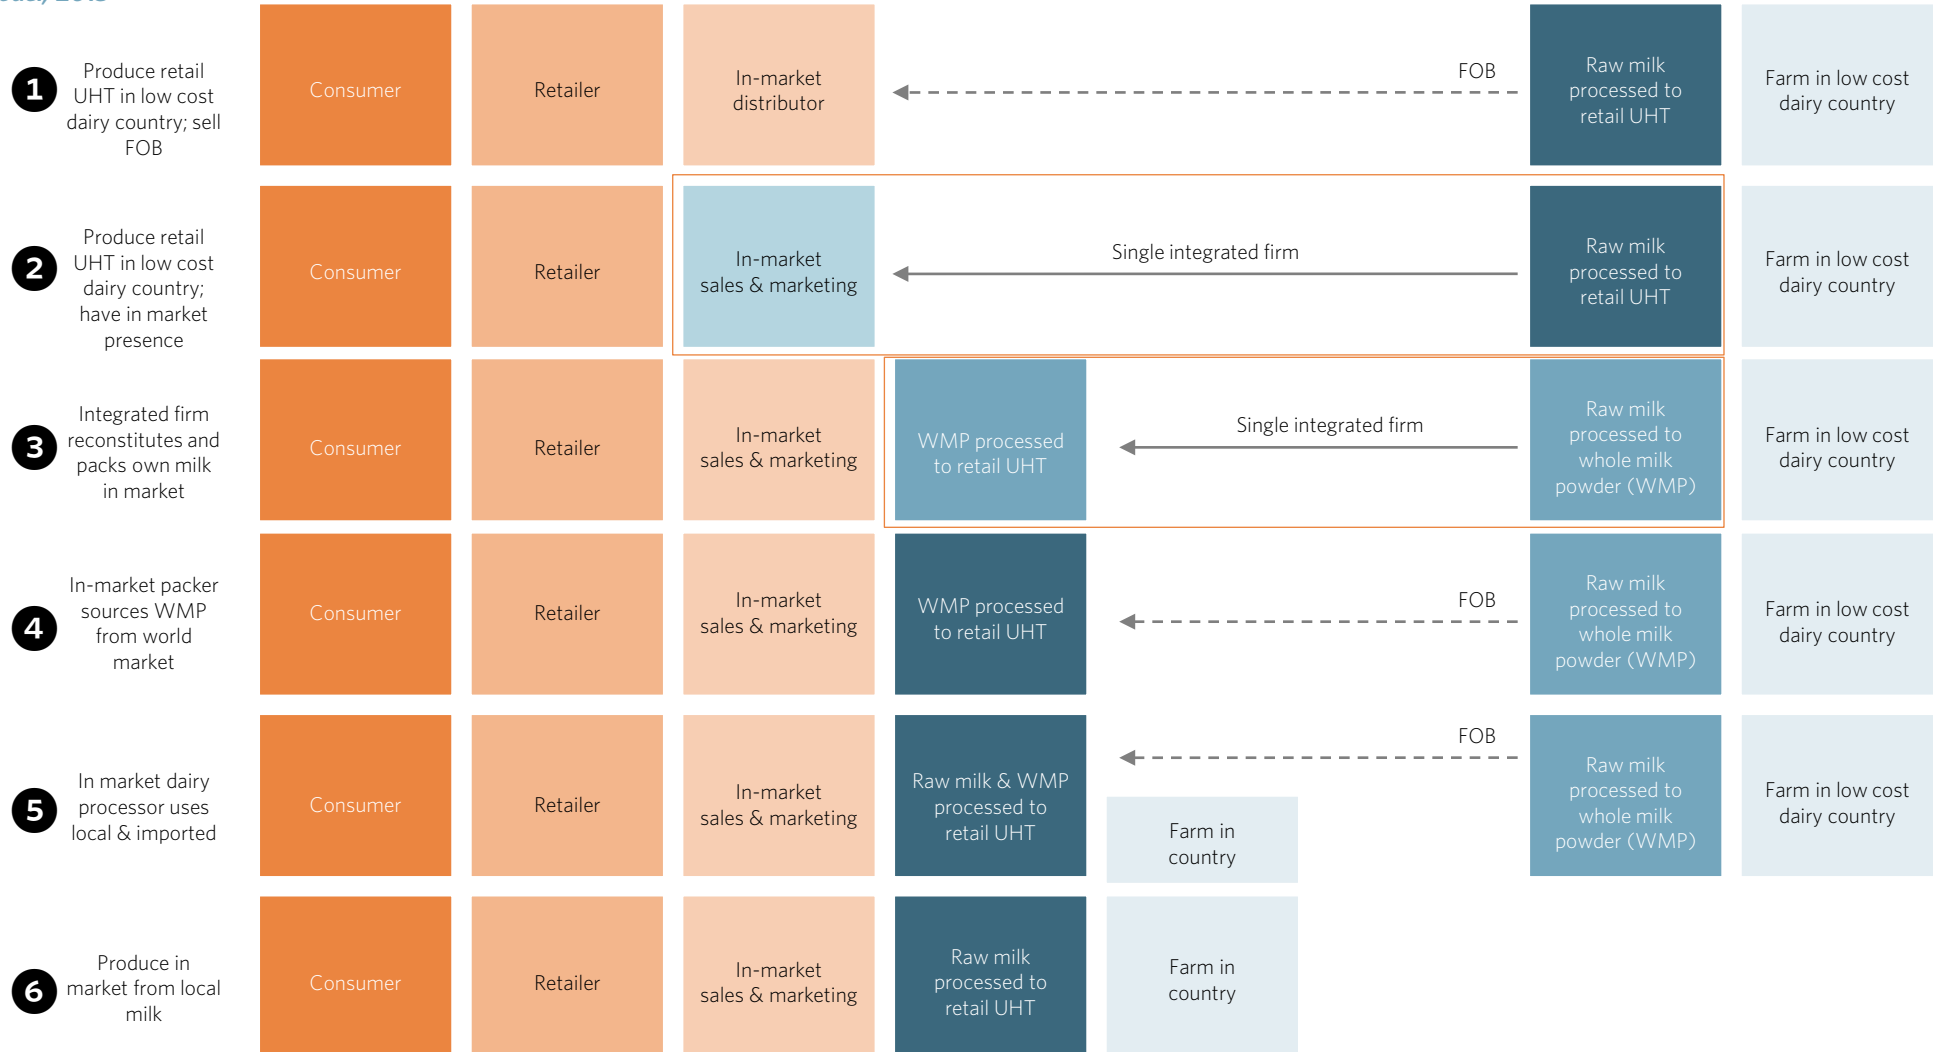 2013
1
Produce retail
UHT in low cost
dairy country; sell
FOB
Consumer
Retailer
In-market
distributor
FOB
Raw milk
processed to
retail UHT
Farm in low cost
dairy country
2
Produce retail
UHT in low cost
dairy country;
have in market
presence
Consumer
Retailer
In-market
sales & marketing
Single integrated firm
Raw milk
processed to
retail UHT
Farm in low cost
dairy country
3
Integrated firm
reconstitutes and
packs own milk
in market
Consumer
Retailer
In-market
sales & marketing
WMP processed
to retail UHT
Single integrated firm
Raw milk
processed to
whole milk
powder (WMP)
Farm in low cost
dairy country
4
In-market packer
sources WMP
from world
market
Consumer
Retailer
In-market
sales & marketing
WMP processed
to retail UHT
FOB
Raw milk
processed to
whole milk
powder (WMP)
Farm in low cost
dairy country
5
In market dairy
processor uses
local & imported
Consumer
Retailer
In-market
sales & marketing
Raw milk & WMP
processed to
retail UHT
FOB
Farm in
country
Raw milk
processed to
whole milk
powder (WMP)
Farm in low cost
dairy country
6
Produce in
market from local
milk
Consumer
Retailer
In-market
sales & marketing
Raw milk
processed to
retail UHT
Farm in
country